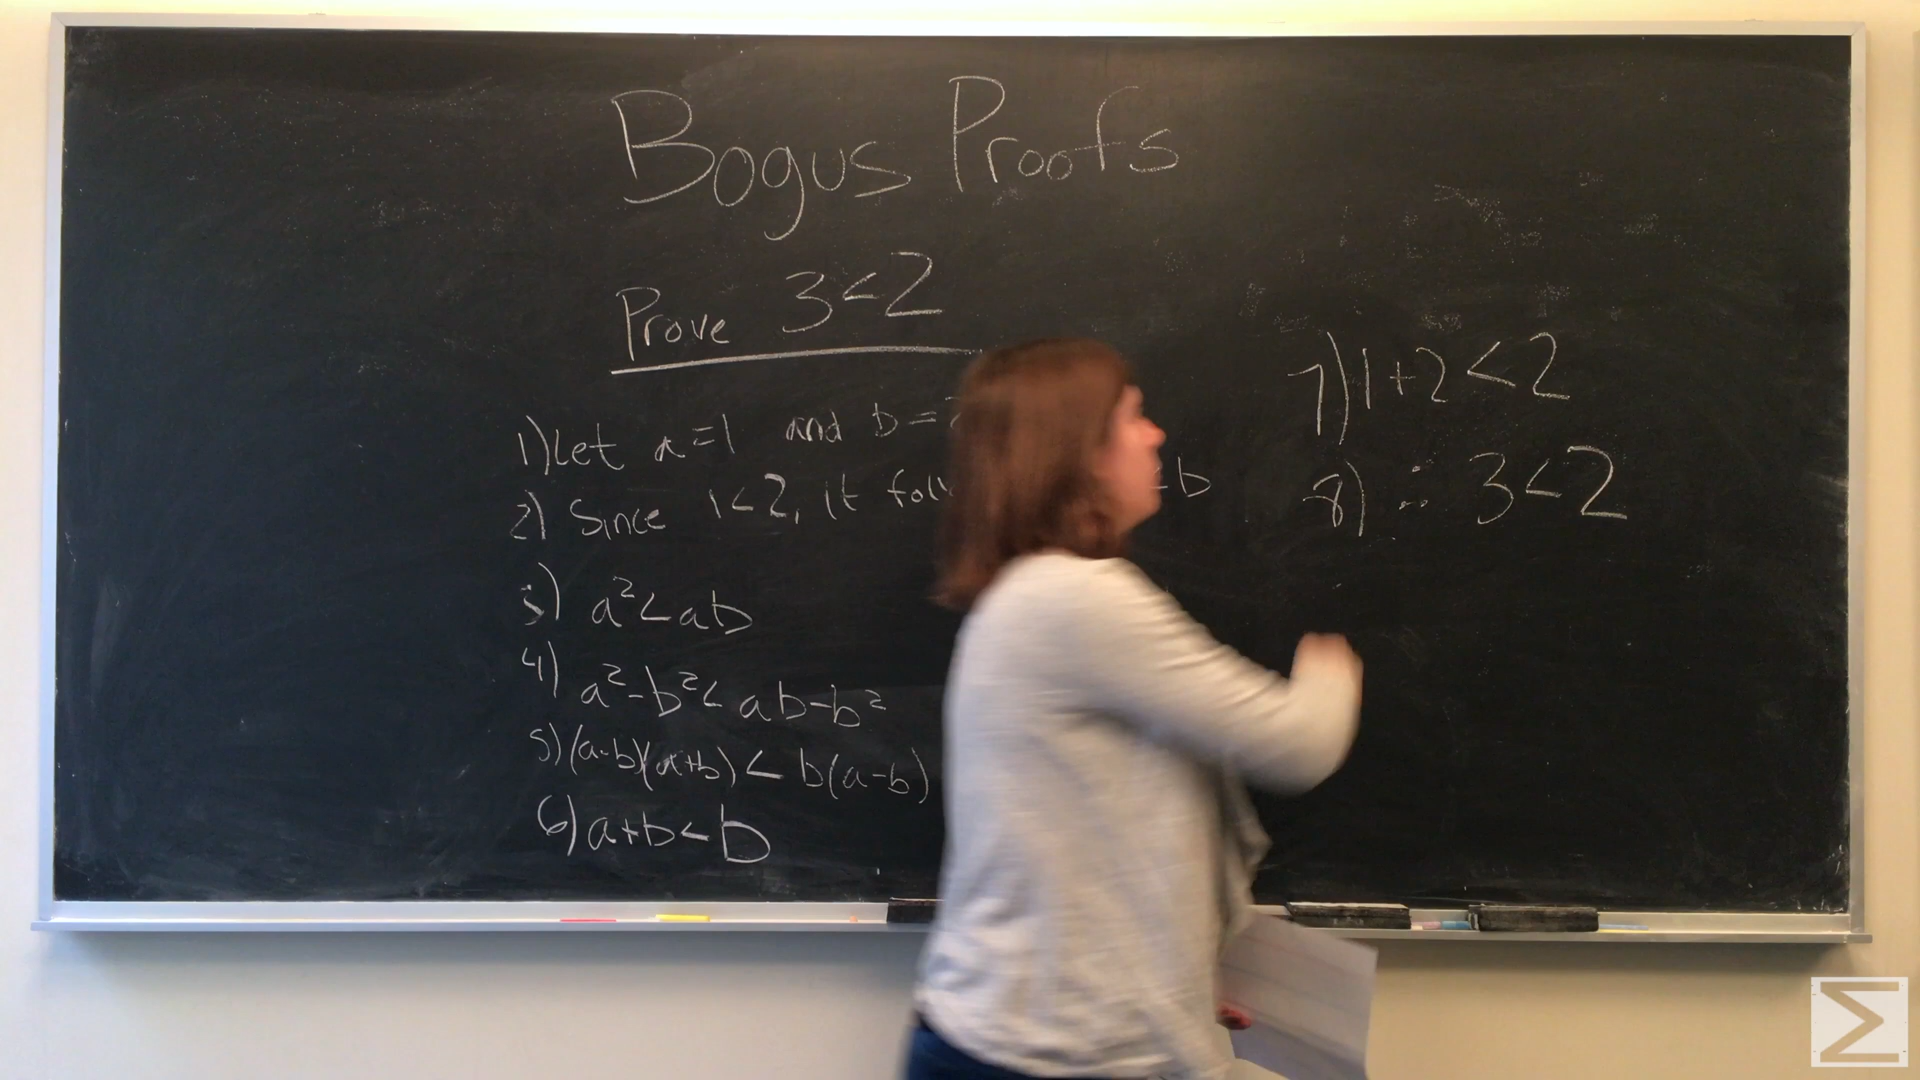 Bogus Proofs
Prove 3<2
1) Let a=1 and b=
2) Since 1<2, it b
3) a²<ab
4) a²-b²<ab-b²
5) (a-b)(a+b) < b(a-b)
6) a+b<b
7) 1+2<2
8) ∴ 3<2
Σ